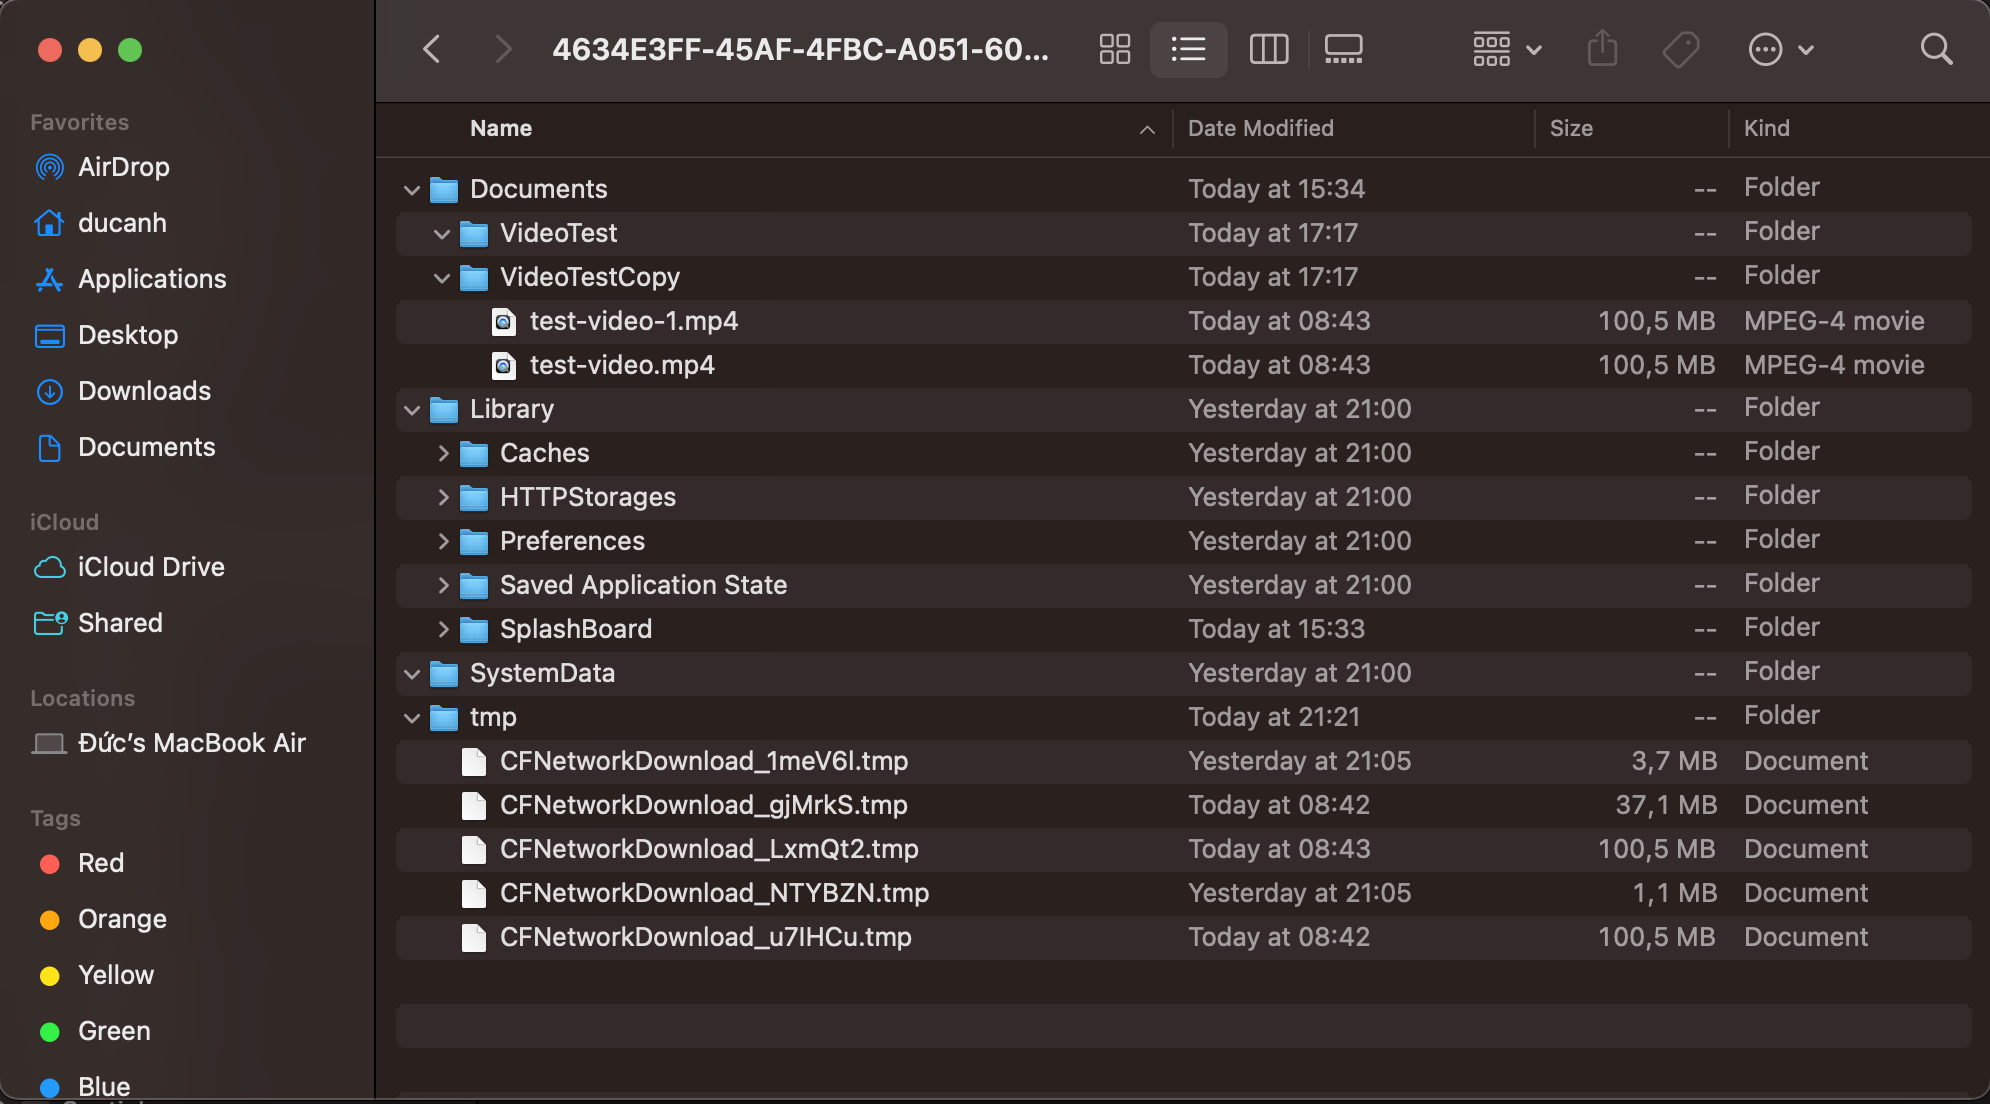 4634E3FF-45AF-4FBC-A051-60...
Favorites
AirDrop
ducanh
Applications
Desktop
Downloads
Documents
iCloud
iCloud Drive
Shared
Locations
Đức's MacBook Air
Tags
Red
Orange
Yellow
Green
Blue
Name Date Modified Size Kind
Documents Today at 15:34 -- Folder
VideoTest Today at 17:17 -- Folder
VideoTestCopy Today at 17:17 -- Folder
test-video-1.mp4 Today at 08:43 100,5 MB MPEG-4 movie
test-video.mp4 Today at 08:43 100,5 MB MPEG-4 movie
Library Yesterday at 21:00 -- Folder
Caches Yesterday at 21:00 -- Folder
HTTPStorages Yesterday at 21:00 -- Folder
Preferences Yesterday at 21:00 -- Folder
Saved Application State Yesterday at 21:00 -- Folder
SplashBoard Today at 15:33 -- Folder
SystemData Yesterday at 21:00 -- Folder
tmp Today at 21:21 -- Folder
CFNetworkDownload_1meV6l.tmp Yesterday at 21:05 3,7 MB Document
CFNetworkDownload_gjMrkS.tmp Today at 08:42 37,1 MB Document
CFNetworkDownload_LxmQt2.tmp Today at 08:43 100,5 MB Document
CFNetworkDownload_NTYBZN.tmp Yesterday at 21:05 1,1 MB Document
CFNetworkDownload_u7IHCu.tmp Today at 08:42 100,5 MB Document